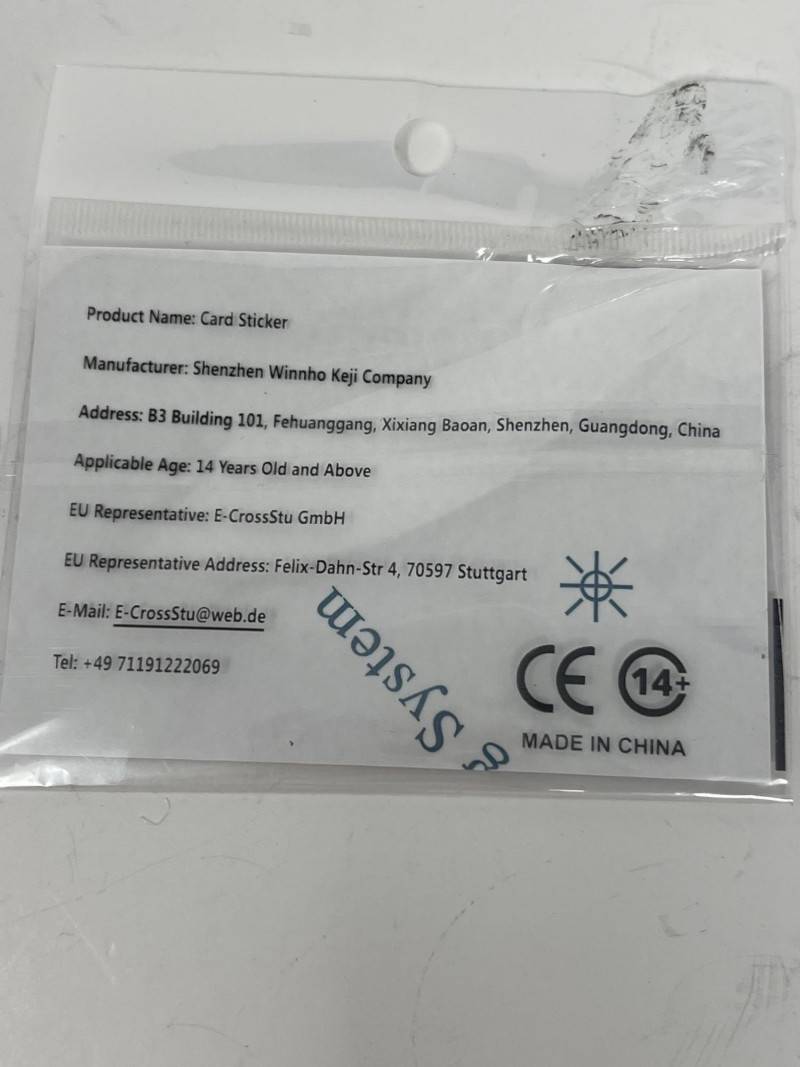 Product Name: Card Sticker
Manufacturer: Shenzhen Winnho Keji Company
Address: B3 Building 101, Fehuanggang, Xixiang Baoan, Shenzhen, Guangdong, China
Applicable Age: 14 Years Old and Above
EU Representative: E-CrossStu GmbH
EU Representative Address: Felix-Dahn-Str 4, 70597 Stuttgart
E-Mail: E-CrossStu@web.de
Tel: +49 71191222069
g System
CE 14+
MADE IN CHINA